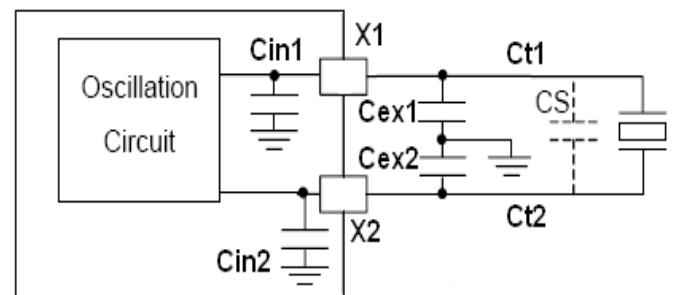 X1
Cin1
Ct1
Oscillation
Circuit
CS
Cex1
Cex2
X2
Ct2
Cin2